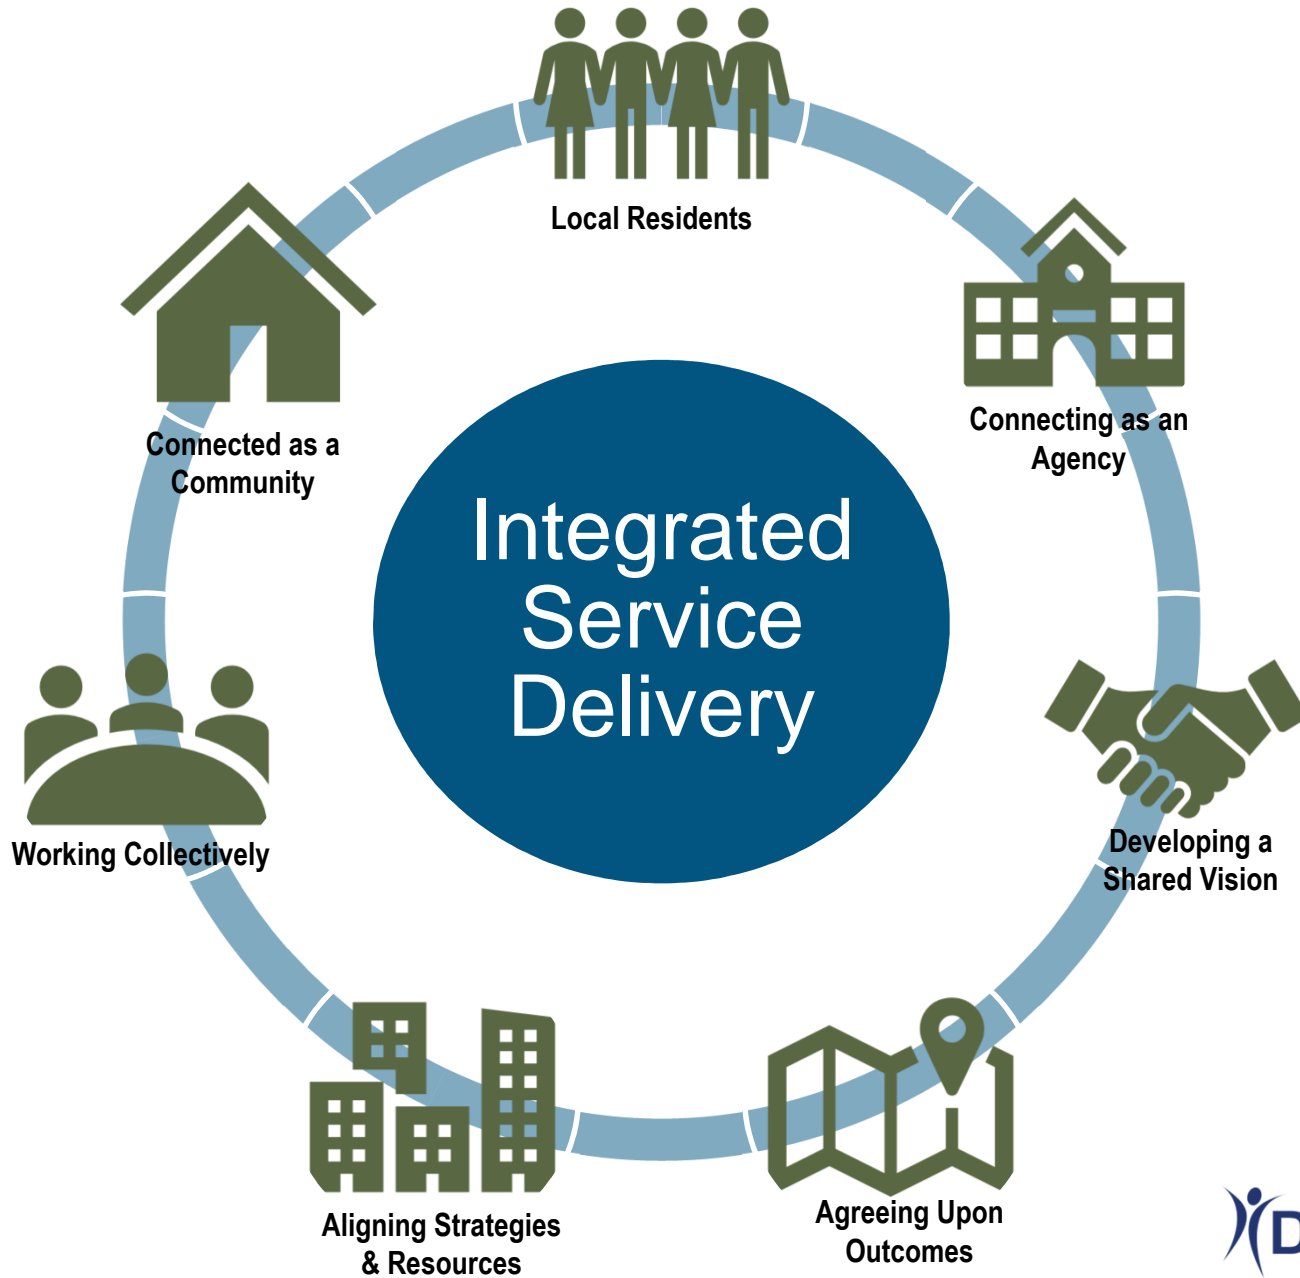 Local Residents
Connecting as an
Agency
Developing a
Shared Vision
Agreeing Upon
Outcomes
Aligning Strategies
& Resources
Working Collectively
Connected as a
Community
Integrated
Service
Delivery
D